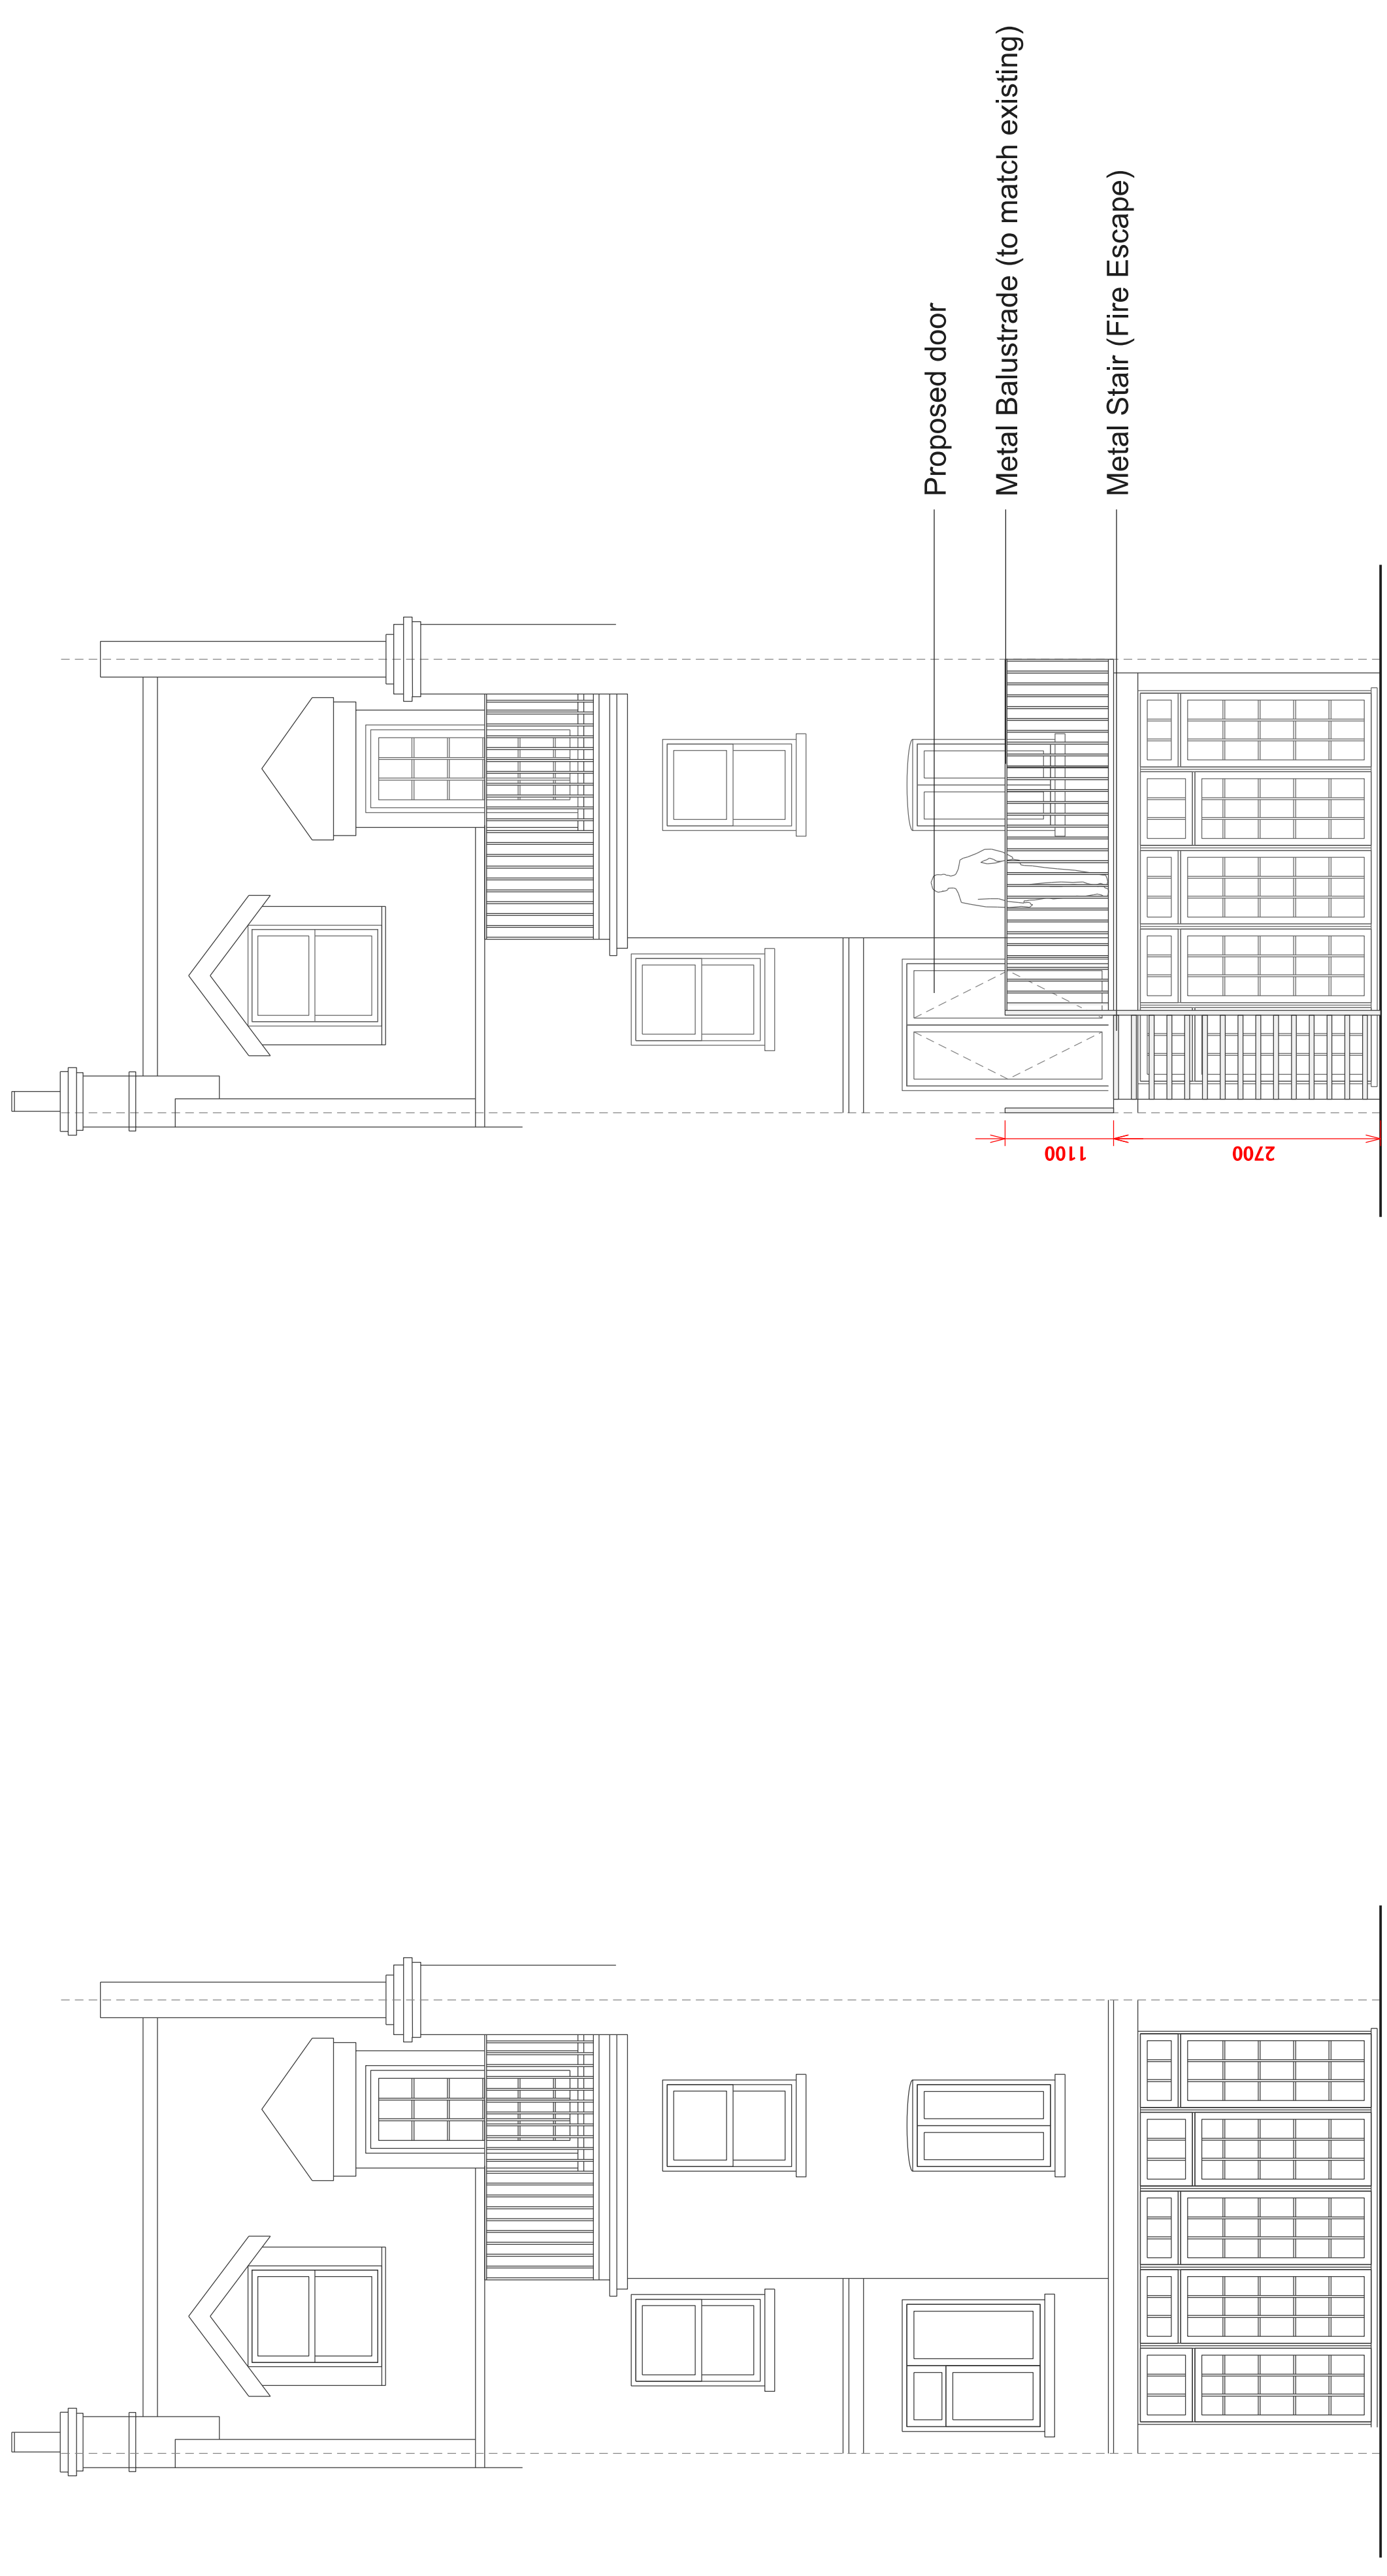 Proposed door
Metal Balustrade (to match existing)
Metal Stair (Fire Escape)
1100
2700